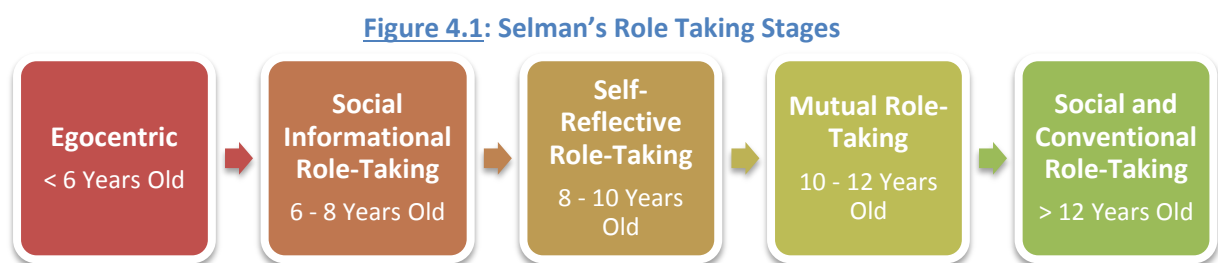 Figure 4.1: Selman’s Role Taking Stages
Egocentric
< 6 Years Old
Social
Informational
Role-Taking
6 - 8 Years Old
Self-
Reflective
Role-Taking
8 - 10 Years
Old
Mutual Role-
Taking
10 - 12 Years
Old
Social and
Conventional
Role-Taking
> 12 Years Old